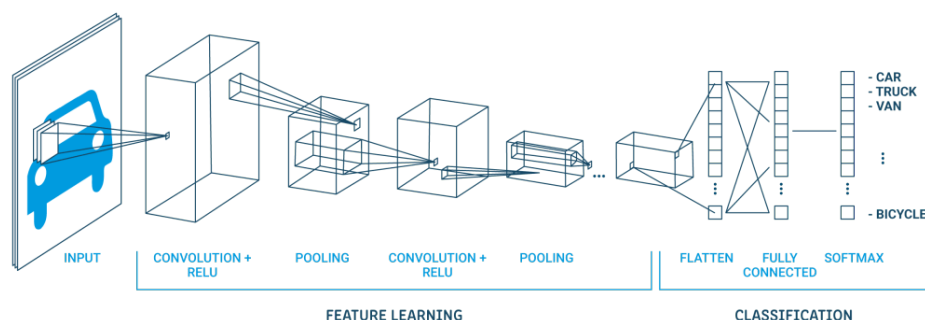 - CAR
- TRUCK
- VAN
- BICYCLE
INPUT
CONVOLUTION + RELU
POOLING
CONVOLUTION + RELU
POOLING
...
FLATTEN
FULLY CONNECTED
SOFTMAX
FEATURE LEARNING
CLASSIFICATION